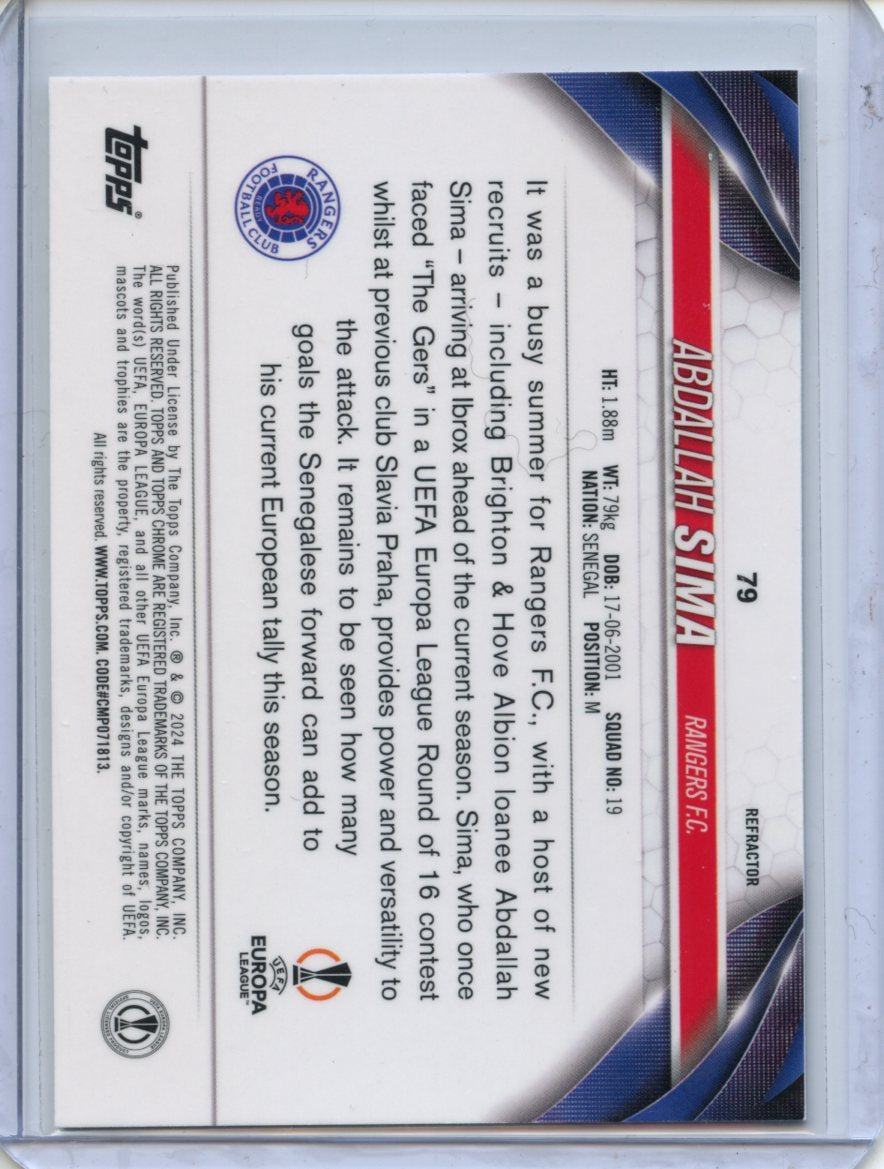 79
REFRACTOR
ABDALLAH SIMA RANGERS F.C.
HT: 1.88m WT: 79kg DOB: 17-06-2001 SQUAD NO: 19
NATION: SENEGAL POSITION: M
It was a busy summer for Rangers F.C., with a host of new
recruits – including Brighton & Hove Albion loanee Abdallah
Sima – arriving at Ibrox ahead of the current season. Sima, who once
faced “The Gers” in a UEFA Europa League Round of 16 contest
whilst at previous club Slavia Praha, provides power and versatility to
the attack. It remains to be seen how many
goals the Senegalese forward can add to
his current European tally this season.
RANGERS
FOOTBALL CLUB
READY
UEFA
EUROPA
LEAGUE™
topps®
Published Under License by The Topps Company, Inc. ® & © 2024 THE TOPPS COMPANY, INC.
ALL RIGHTS RESERVED. TOPPS AND TOPPS CHROME ARE REGISTERED TRADEMARKS OF THE TOPPS COMPANY, INC.
The word(s) UEFA, EUROPA LEAGUE, and all other UEFA Europa League marks, names, logos,
mascots and trophies are the property, registered trademarks, designs and/or copyright of UEFA.
All rights reserved. WWW.TOPPS.COM. CODE#CMP071813.